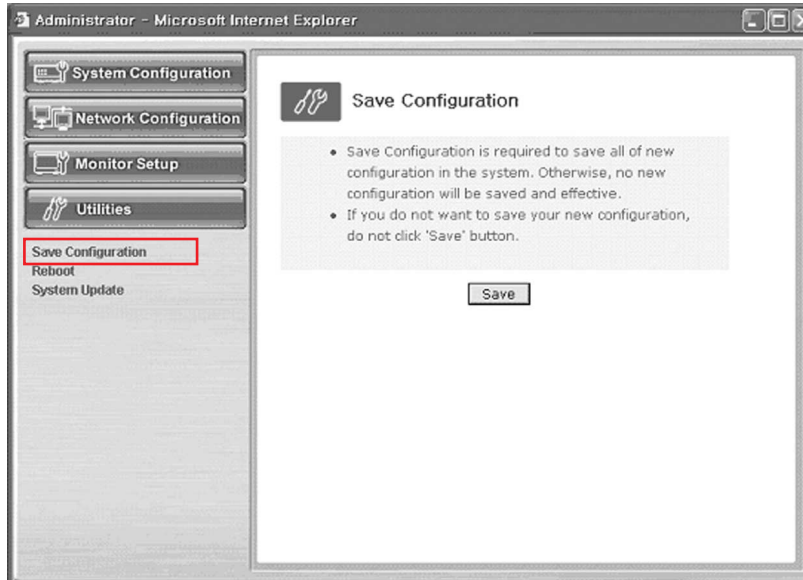 Administrator - Microsoft Internet Explorer
System Configuration
Network Configuration
Monitor Setup
Utilities
Save Configuration
Reboot
System Update
Save Configuration
• Save Configuration is required to save all of new
configuration in the system. Otherwise, no new
configuration will be saved and effective.
• If you do not want to save your new configuration,
do not click 'Save' button.
Save